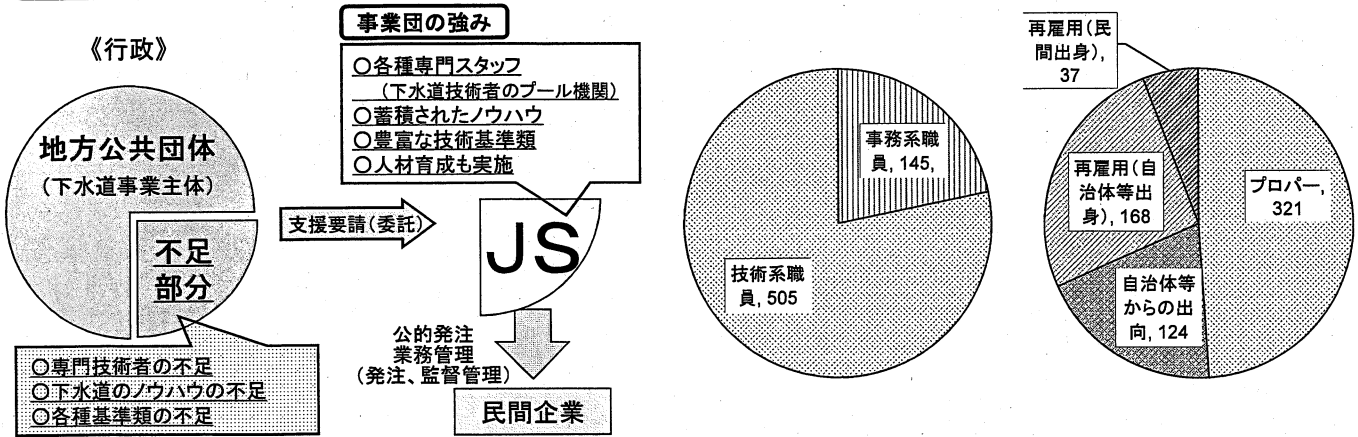 《行政》
地方公共団体
（下水道事業主体）
不足
部分
○専門技術者の不足
○下水道のノウハウの不足
○各種基準類の不足
支援要請（委託）
事業団の強み
○各種専門スタッフ
（下水道技術者のプール機関）
○蓄積されたノウハウ
○豊富な技術基準類
○人材育成も実施
JS
公的発注
業務管理
（発注、監督管理）
民間企業
事務系職
員, 145,
技術系職
員, 505
再雇用（民
間出身）,
37
再雇用（自
治体等出
身）, 168
プロパー,
321
自治体等
からの出
向, 124